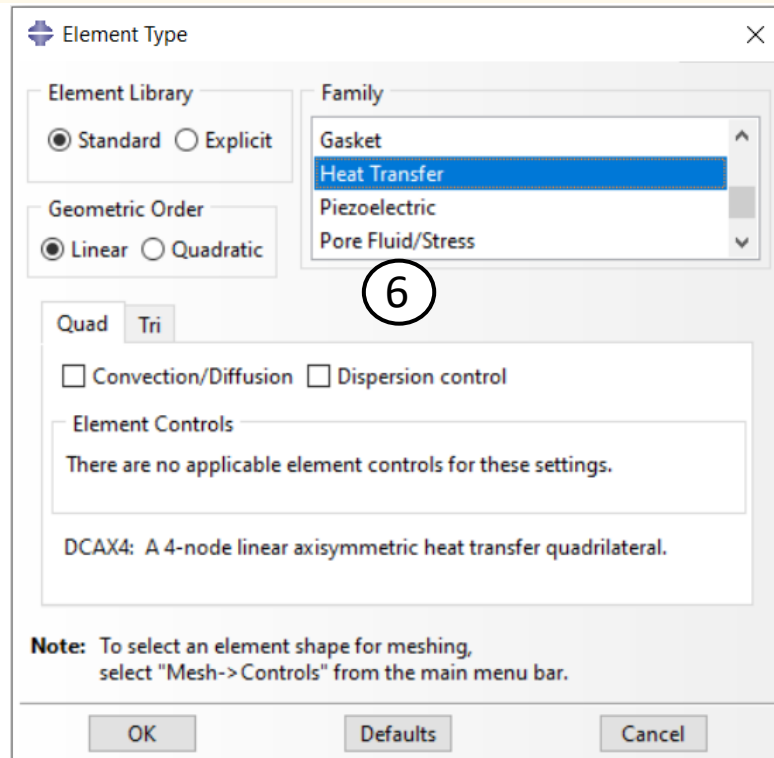 Element Type
Element Library
Standard Explicit
Family
Gasket
Heat Transfer
Piezoelectric
Pore Fluid/Stress
Geometric Order
Linear Quadratic
6
Quad Tri
Convection/Diffusion Dispersion control
Element Controls
There are no applicable element controls for these settings.
DCAX4: A 4-node linear axisymmetric heat transfer quadrilateral.
Note: To select an element shape for meshing,
select "Mesh->Controls" from the main menu bar.
OK Defaults Cancel